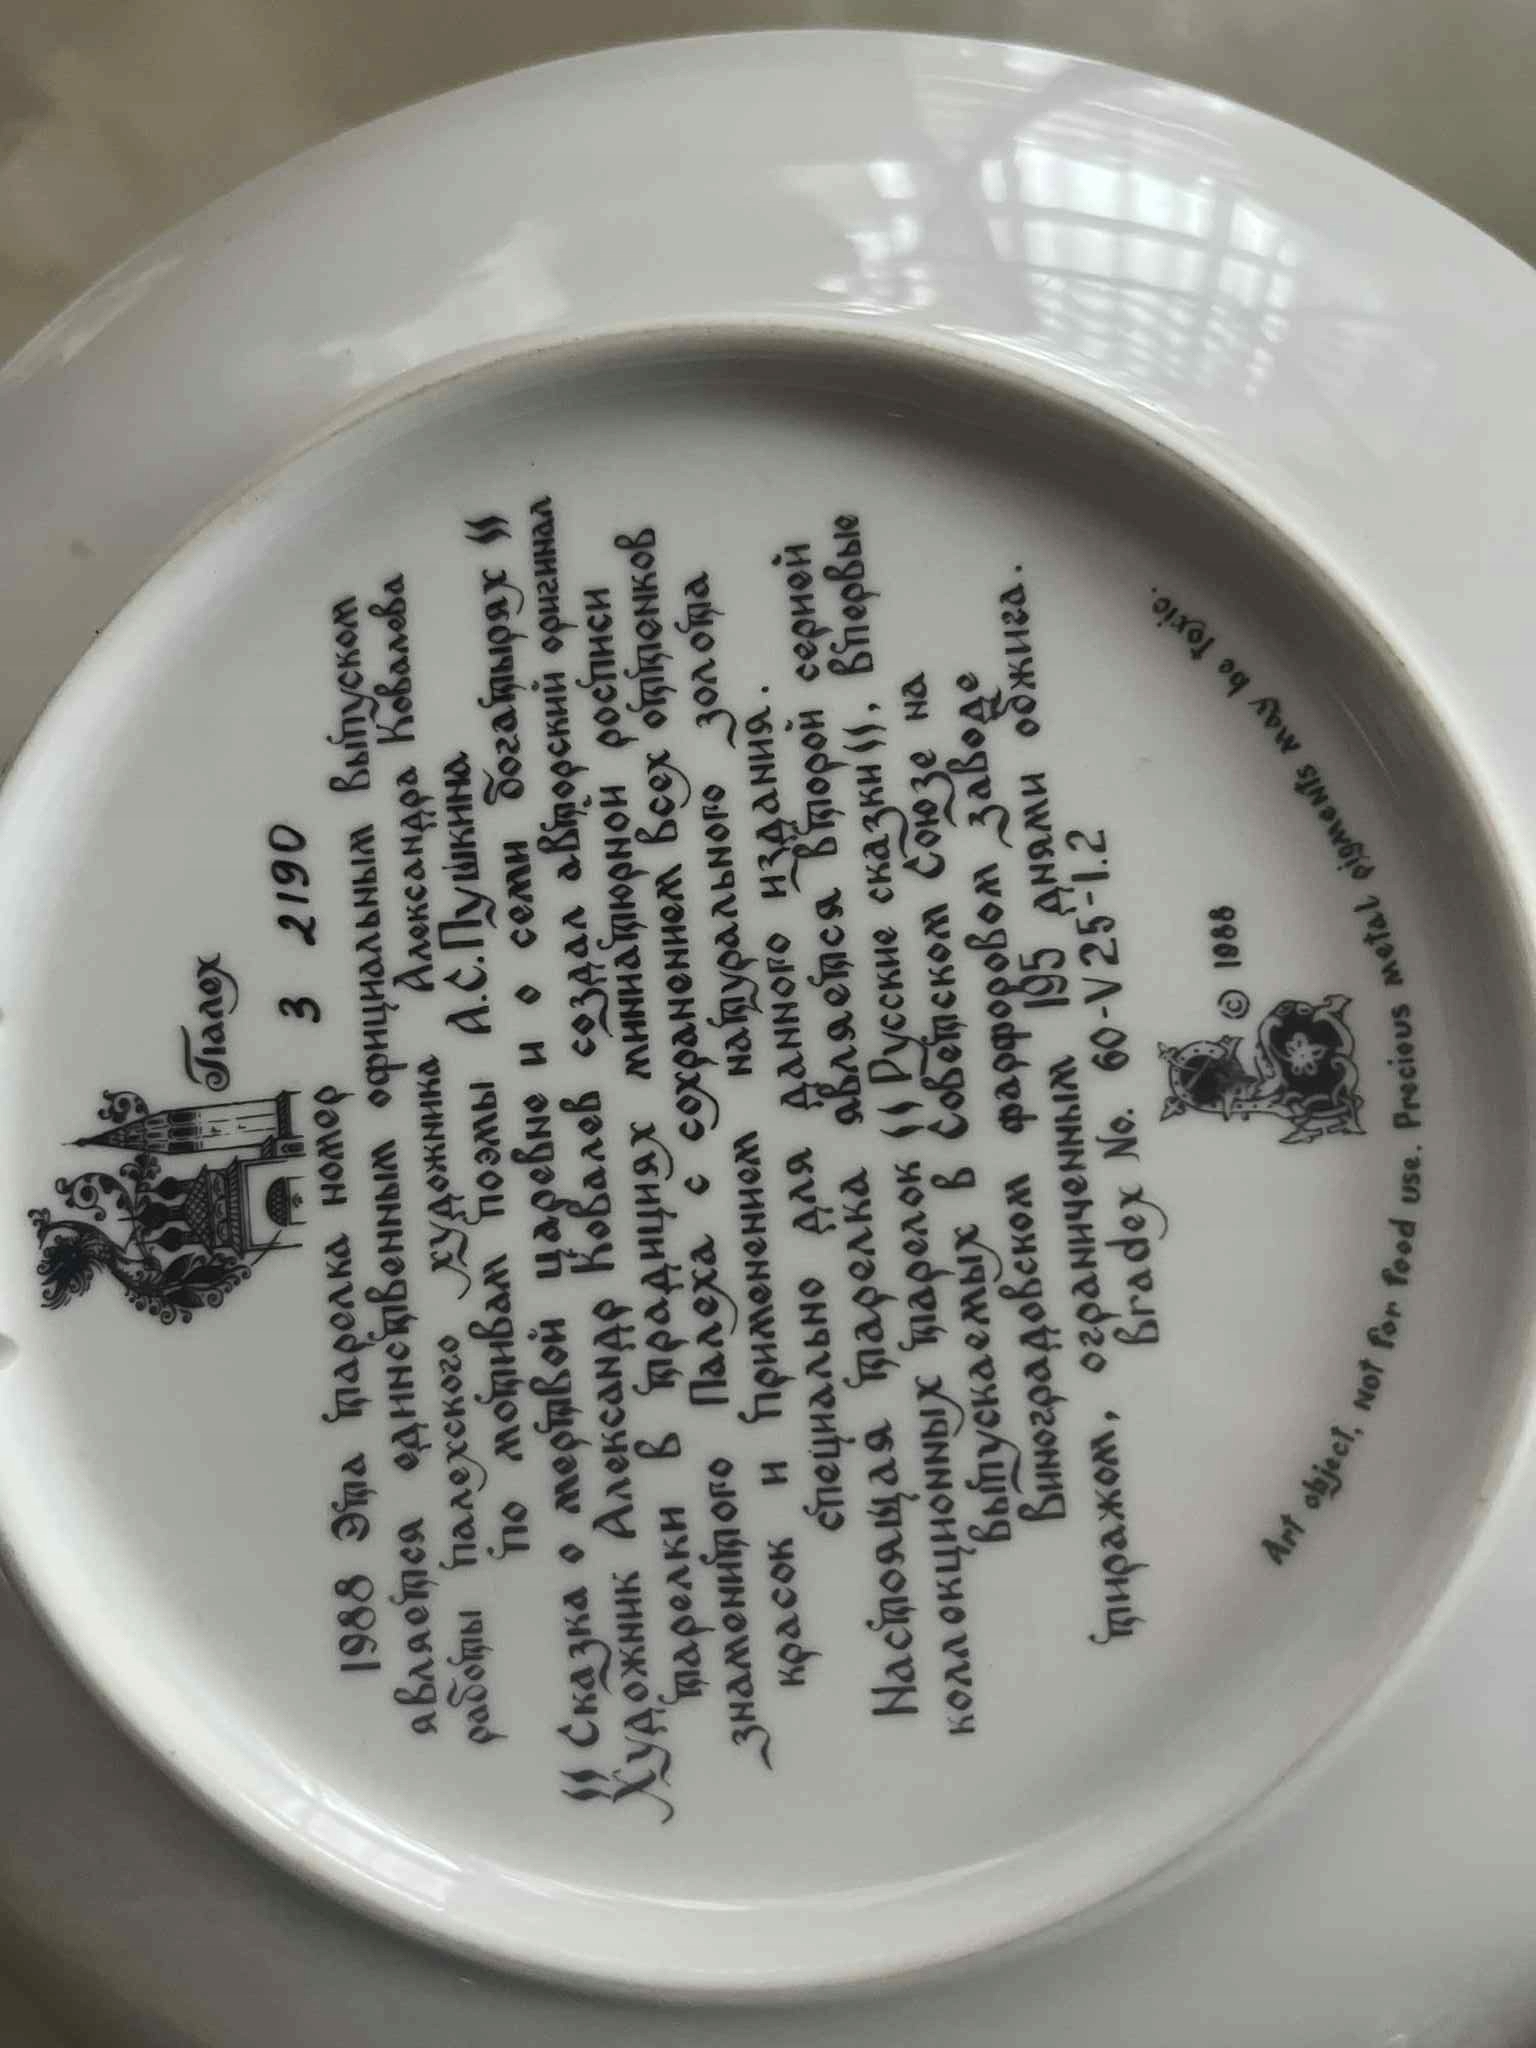 Палех
1988 Эта тарелка номер 3 2190
является единственным официальным выпуском
работы палехского художника Александра Ковалева
по мотивам поэмы А.С.Пушкина
"Сказка о мертвой царевне и о семи богатырях"
Художник Александр Ковалев создал авторский оригинал
тарелки в традициях миниатюрной росписи
знаменитого Палеха с сохранением всех оттенков
красок и применением натурального золота
специально для данного издания.
Настоящая тарелка является второй серией
коллекционных тарелок "Русские сказки", впервые
выпускаемых в Советском Союзе на
Виноградовском фарфоровом заводе
тиражом, ограниченным 195 днями обжига.
Bradex No. 60-V25-1.2
© 1988
Art object, not for food use. Precious metal pigments may be toxic.